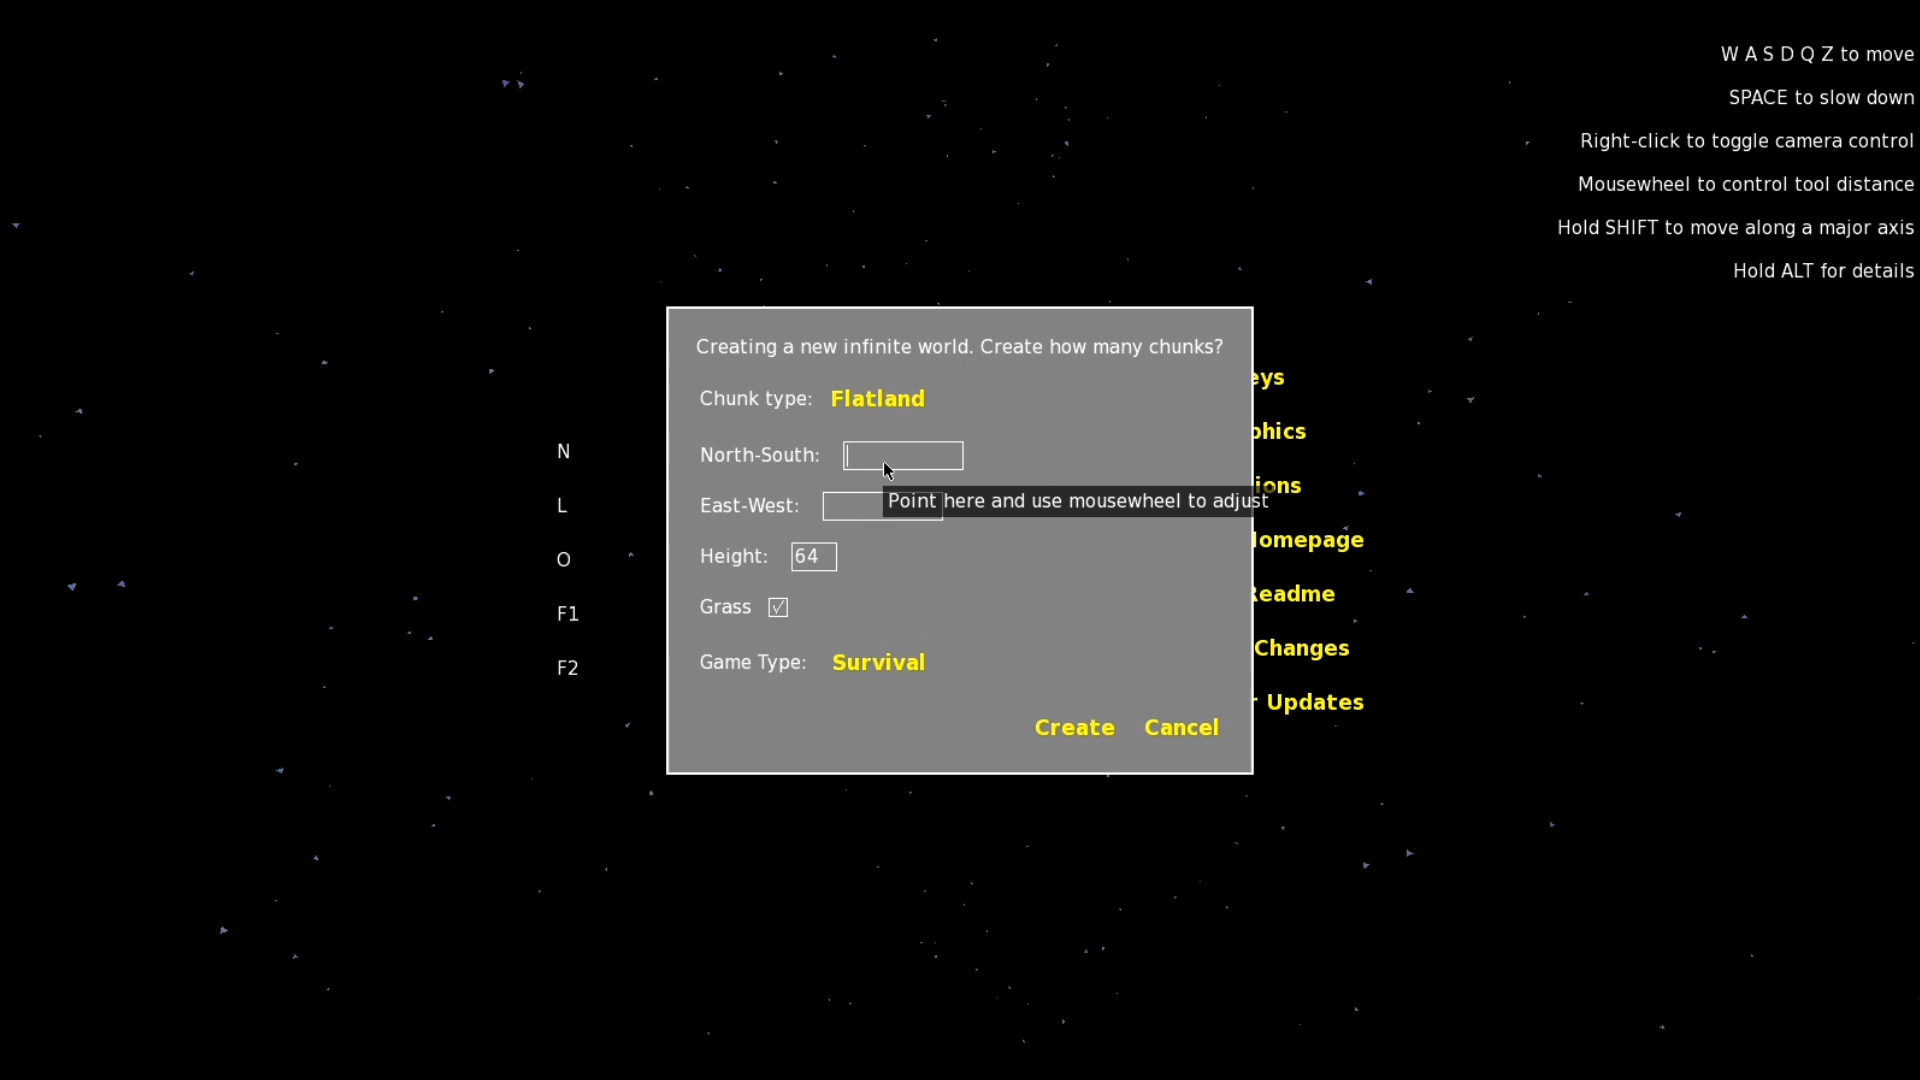 W A S D Q Z to move
SPACE to slow down
Right-click to toggle camera control
Mousewheel to control tool distance
Hold SHIFT to move along a major axis
Hold ALT for details
Creating a new infinite world. Create how many chunks?
Chunk type: Flatland
North-South:
Point here and use mousewheel to adjust
East-West:
Height: 64
Grass
Game Type: Survival
Create Cancel
N
L
O
F1
F2
eys
phics
ions
Homepage
Readme
Changes
r Updates